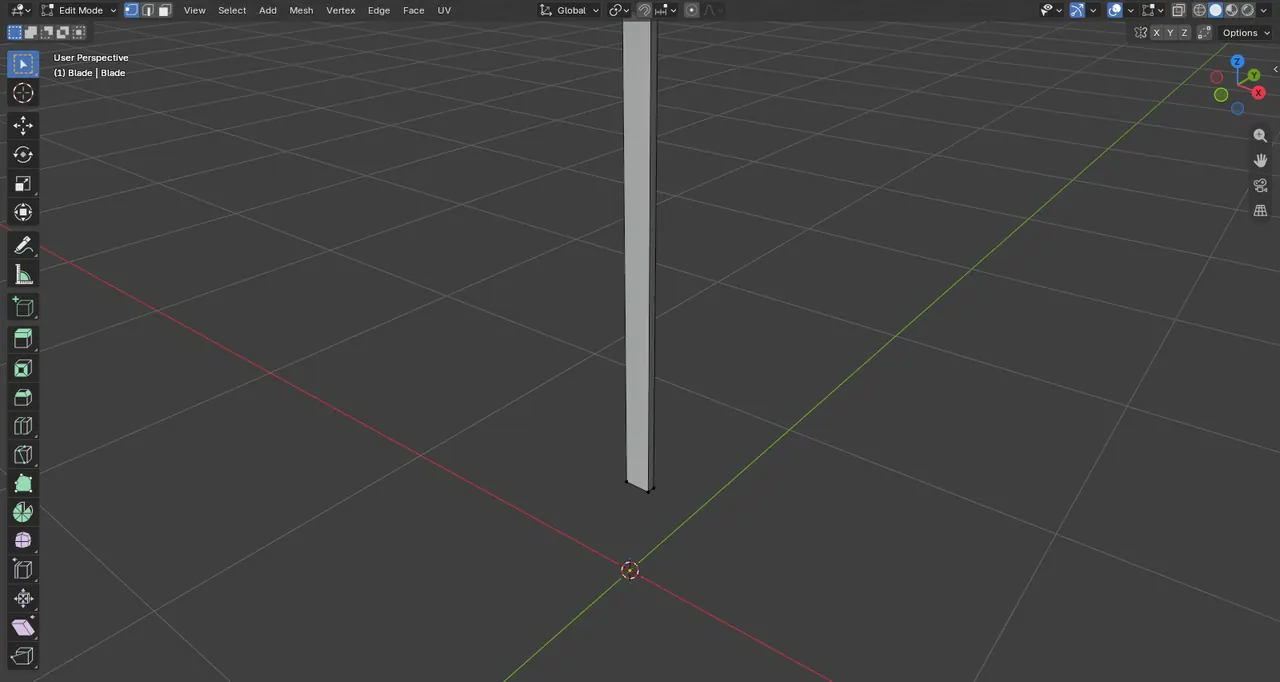 Edit Mode View Select Add Mesh Vertex Edge Face UV Global
X Y Z Options
User Perspective
(1) Blade | Blade
Z
Y
X